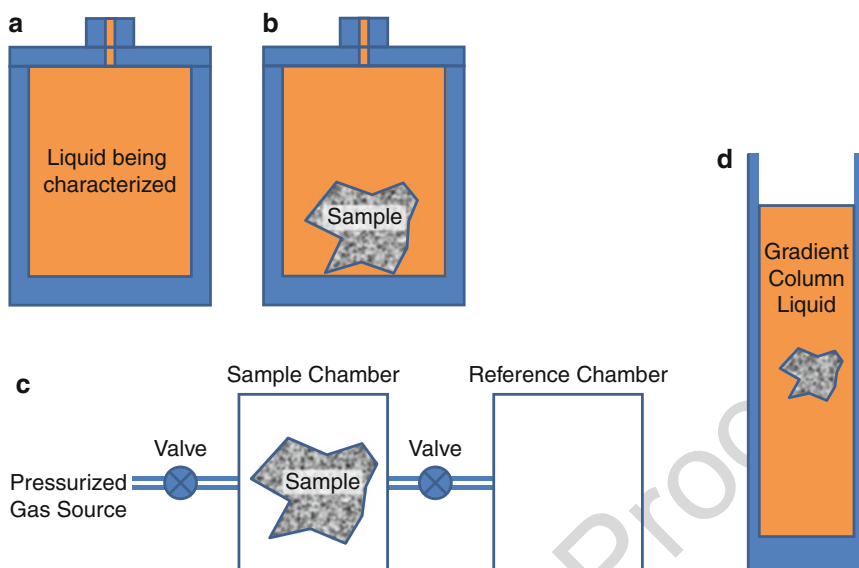 a
b
Liquid being
characterized
Sample
d
Gradient
Column
Liquid
c
Sample Chamber
Reference Chamber
Valve
Valve
Pressurized
Gas Source
Sample